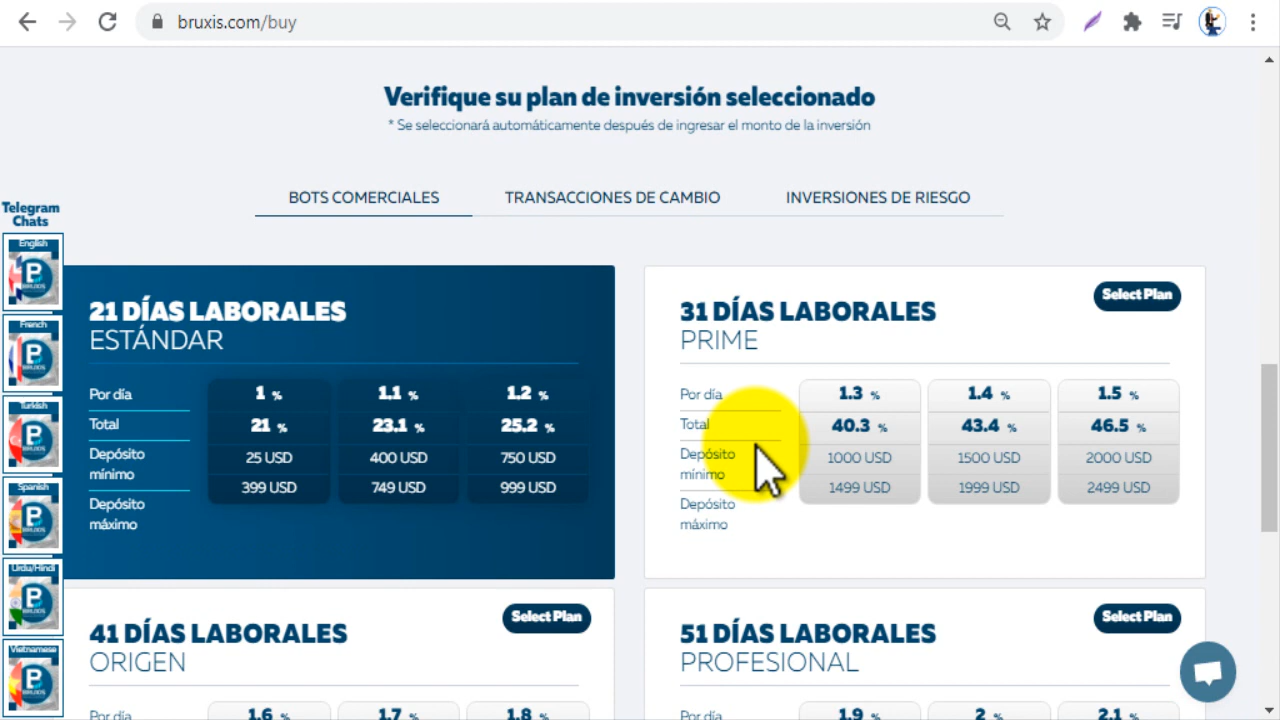 bruxis.com/buy
Verifique su plan de inversión seleccionado
* Se seleccionará automáticamente después de ingresar el monto de la inversión
BOTS COMERCIALES TRANSACCIONES DE CAMBIO INVERSIONES DE RIESGO
Telegram
Chats
English
French
Turkish
Spanish
Urdu/Hindi
Vietnamese
21 DÍAS LABORALES
ESTÁNDAR
Por día 1 % 1.1 % 1.2 %
Total 21 % 23.1 % 25.2 %
Depósito
mínimo
25 USD 400 USD 750 USD
399 USD 749 USD 999 USD
Depósito
máximo
Select Plan
31 DÍAS LABORALES
PRIME
Por día 1.3 % 1.4 % 1.5 %
Total 40.3 % 43.4 % 46.5 %
Depósito
mínimo
1000 USD 1500 USD 2000 USD
1499 USD 1999 USD 2499 USD
Depósito
máximo
Select Plan
41 DÍAS LABORALES
ORIGEN
Por día 1.6 % 1.7 % 1.8 %
Select Plan
51 DÍAS LABORALES
PROFESIONAL
Por día 1.9 % 2 % 2.1 %